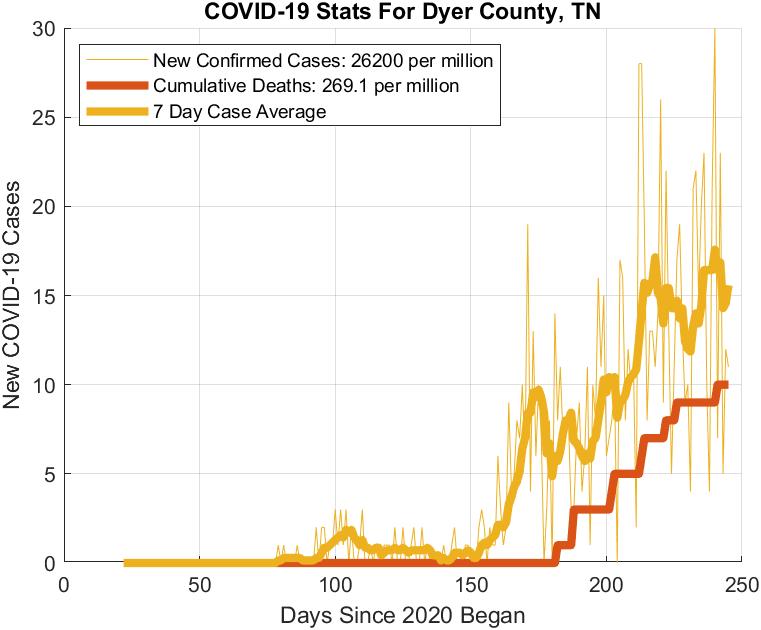 COVID-19 Stats For Dyer County, TN
New Confirmed Cases: 26200 per million
Cumulative Deaths: 269.1 per million
7 Day Case Average
New COVID-19 Cases
30
25
20
15
10
5
0
0 50 100 150 200 250
Days Since 2020 Began